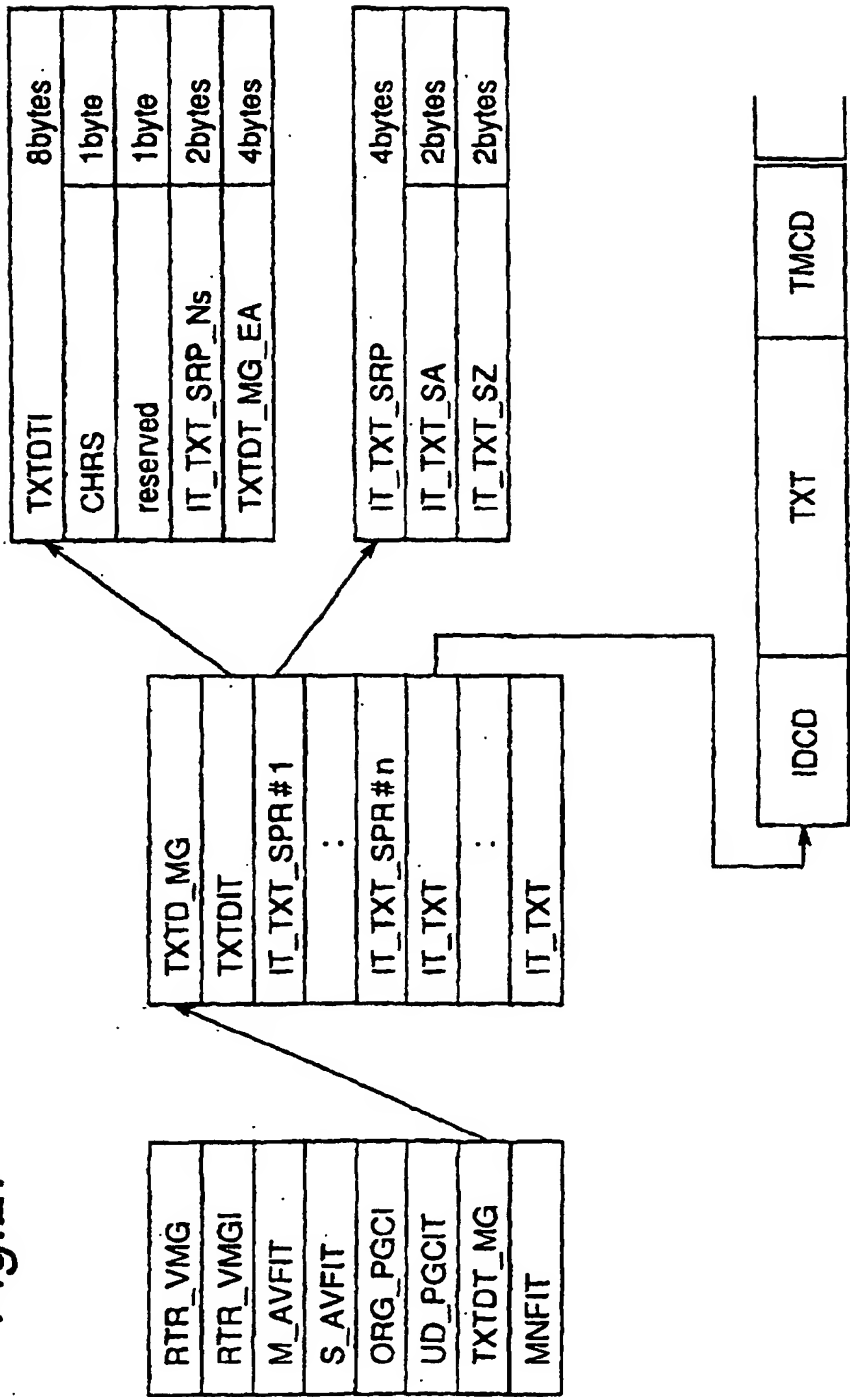 RTR_VMG
RTR_VMGI
M_AVFIT
S_AVFIT
ORG_PGCI
UD_PGCIT
TXTDT_MG
MNFIT
TXTD_MG
TXTDIT
IT_TXT_SPR#1
:
IT_TXT_SPR#n
IT_TXT
:
IT_TXT
TXTDTI 8bytes
CHRS 1byte
reserved 1byte
IT_TXT_SRP_Ns 2bytes
TXTDT_MG_EA 4bytes
IT_TXT_SRP 4bytes
IT_TXT_SA 2bytes
IT_TXT_SZ 2bytes
IDCD TXT TMCD